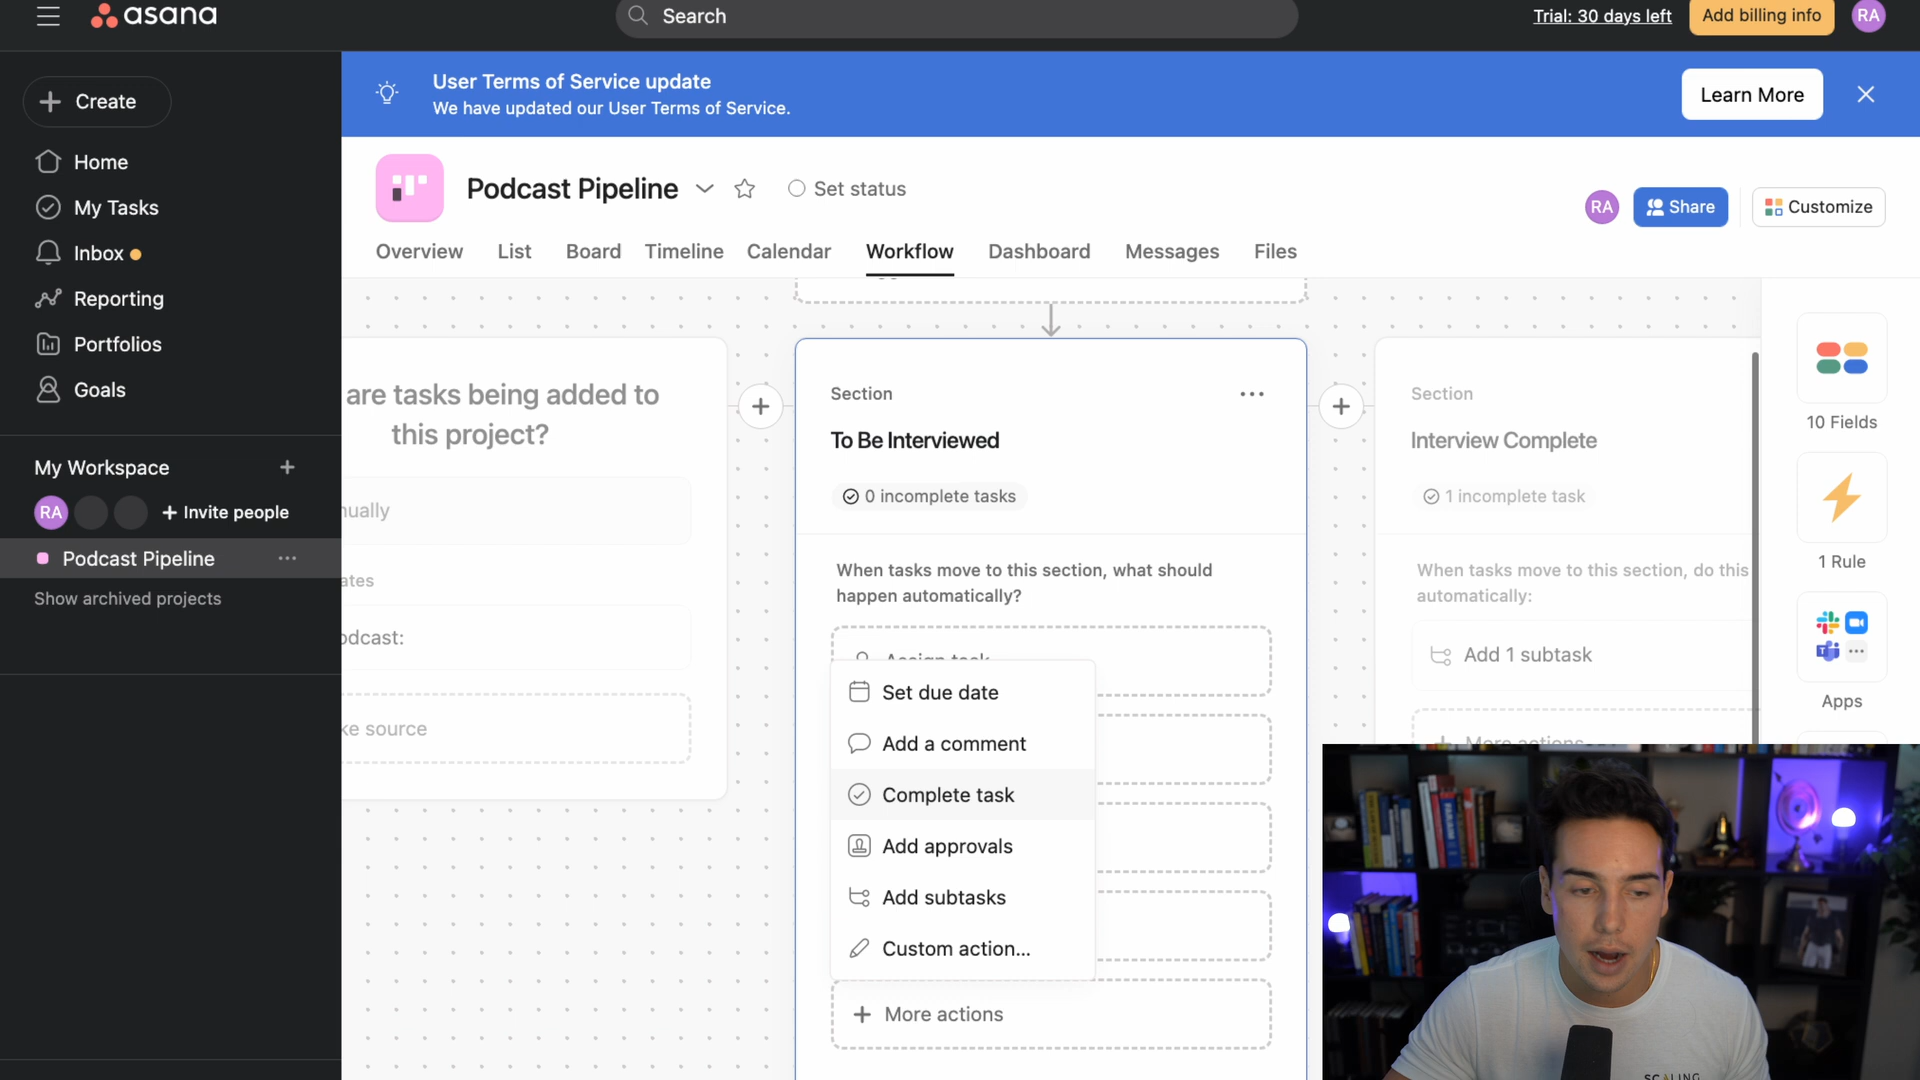 asana
Search
Trial: 30 days left
Add billing info
RA
Create
User Terms of Service update
We have updated our User Terms of Service.
Learn More
Home
My Tasks
Inbox
Reporting
Portfolios
Goals
Podcast Pipeline
Set status
RA
Share
Customize
Overview
List
Board
Timeline
Calendar
Workflow
Dashboard
Messages
Files
My Workspace
RA
Invite people
Podcast Pipeline
Show archived projects
are tasks being added to
this project?
Section
To Be Interviewed
0 incomplete tasks
When tasks move to this section, what should
happen automatically?
Assign task
Set due date
Add a comment
Complete task
Add approvals
Add subtasks
Custom action...
More actions
Section
Interview Complete
1 incomplete task
When tasks move to this section, do this
automatically:
Add 1 subtask
More actions
10 Fields
1 Rule
Apps
SCALING